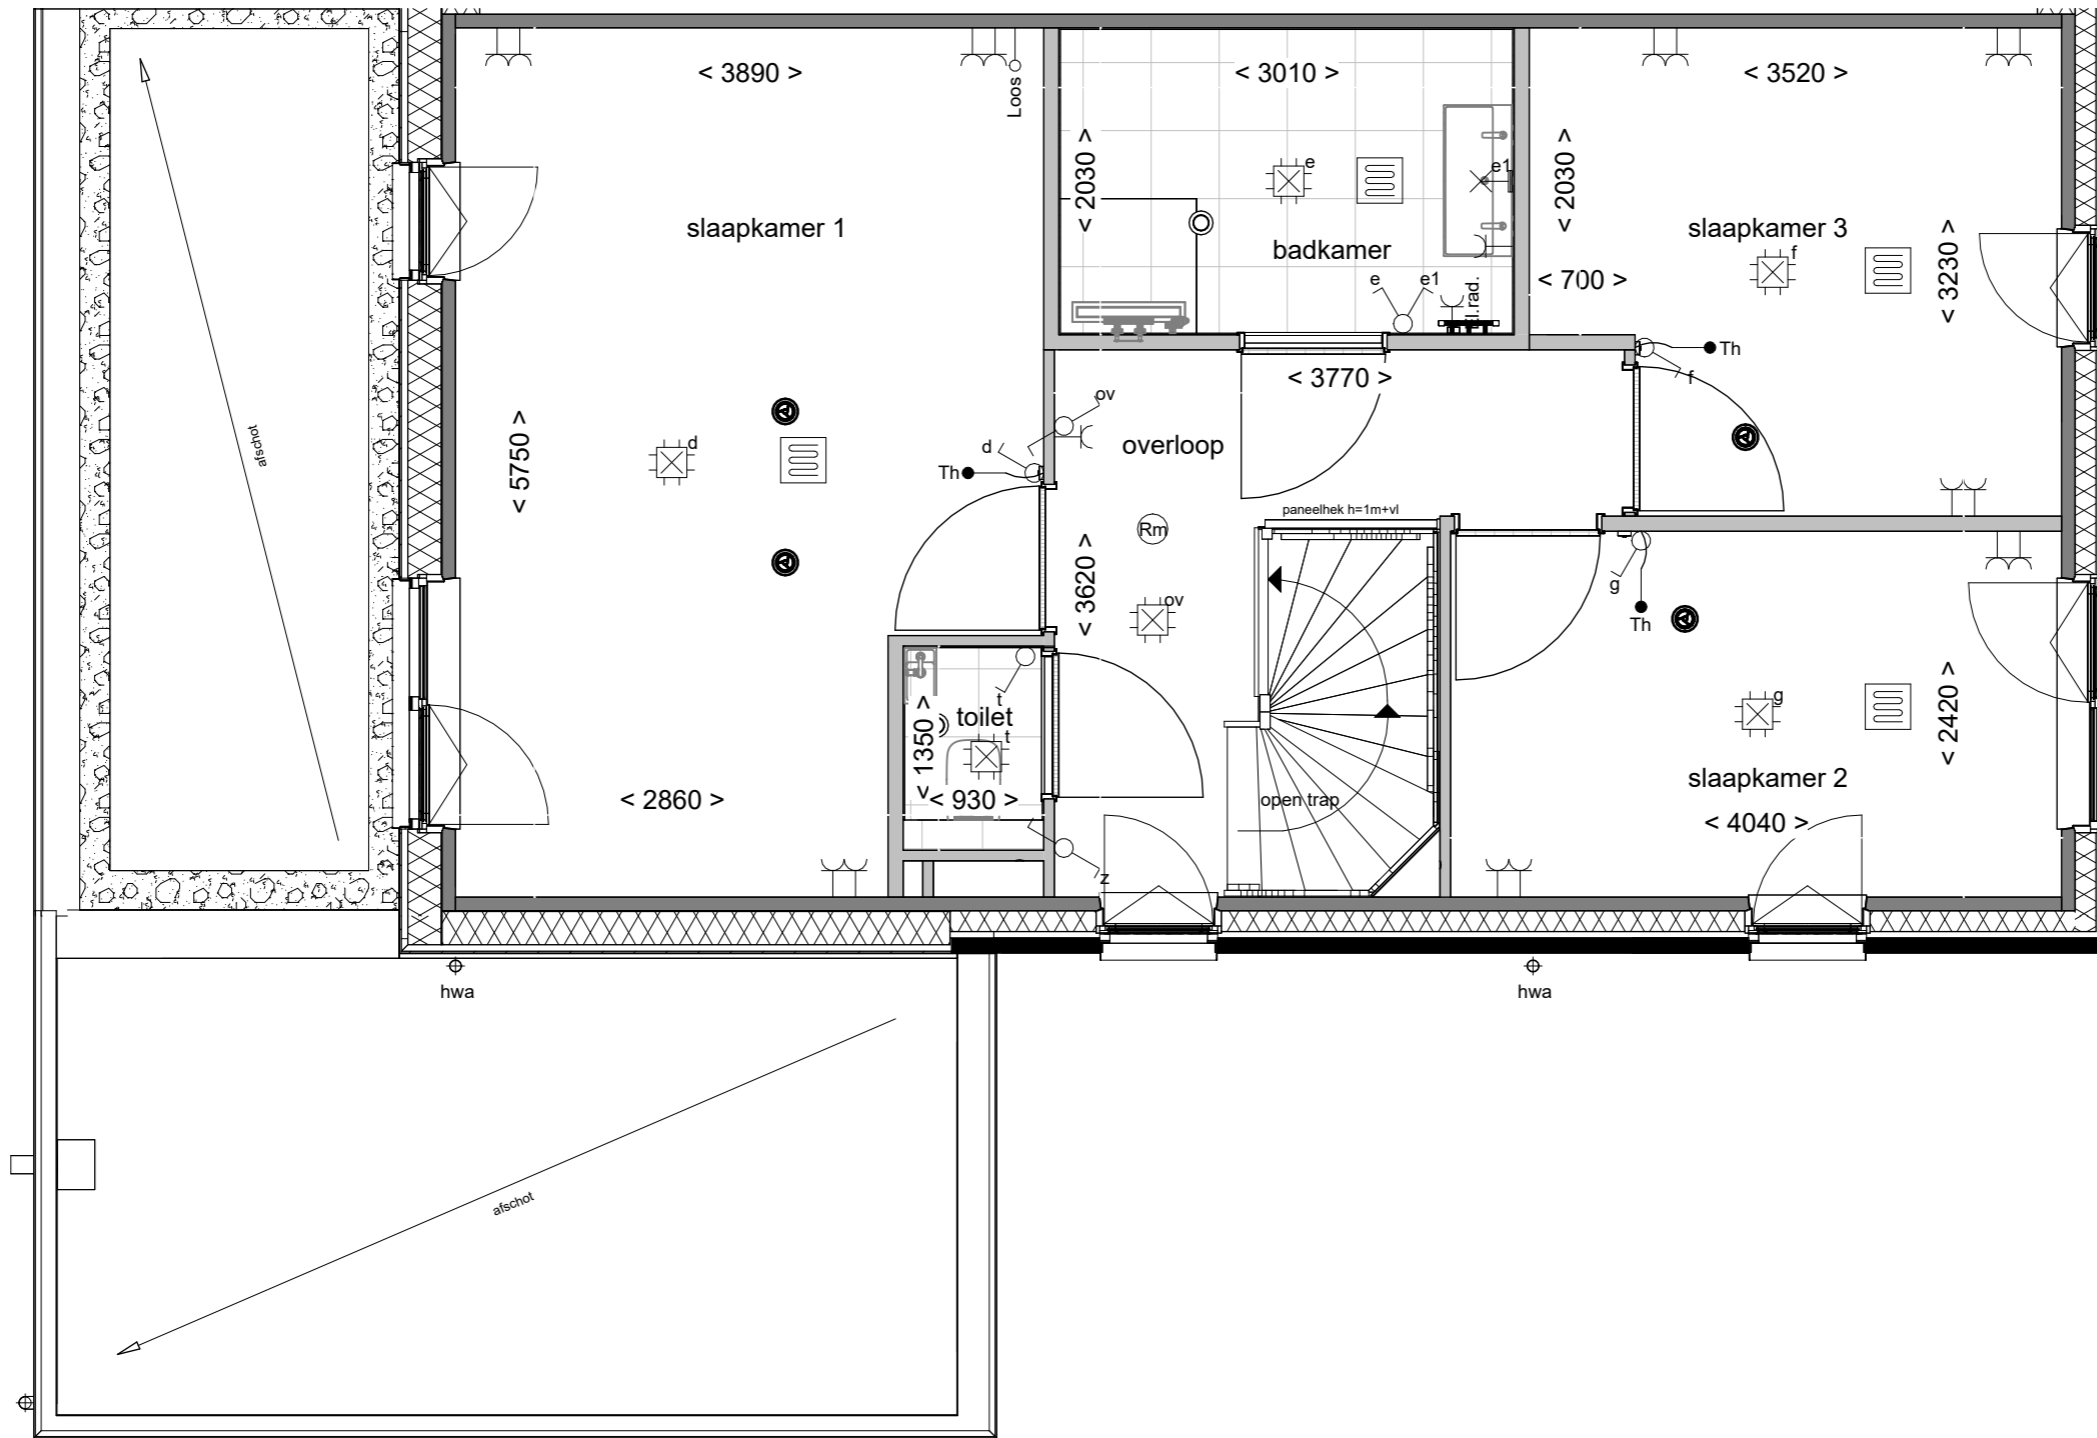 < 3890 >
< 3010 >
< 3520 >
Loos
< 2030 >
< 2030 >
e
e1
slaapkamer 1
badkamer
slaapkamer 3
f
< 700 >
< 3230 >
e
e1
el.rad.
Th
f
< 3770 >
ov
overloop
d
d
Th
< 5750 >
afschot
paneelhek h=1m+vl
Rm
< 3620 >
ov
g
Th
g
t
toilet
t
< 1350 >
< 930 >
< 2860 >
open trap
< 2420 >
slaapkamer 2
< 4040 >
z
hwa
hwa
afschot